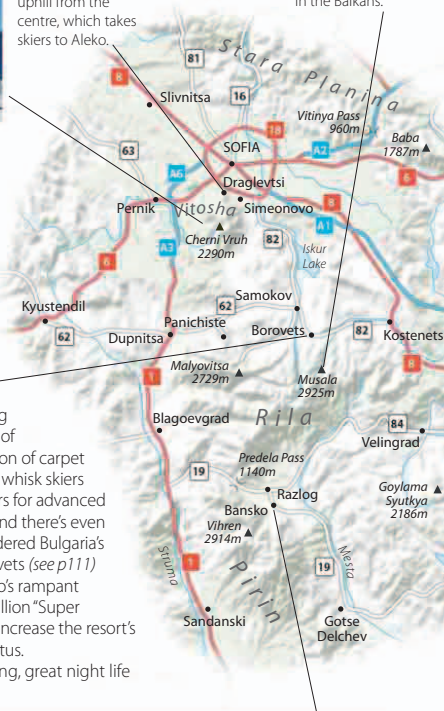 uphill from the
centre, which takes
skiers to Aleko.
in the Balkans.
81
Stara Planina
8
Slivnitsa
16
Vitinya Pass
960m
18
Baba
1787m
63
SOFIA
A2
A6
6
Draglevtsi
Pernik
Vitosha
Simeonovo
8
A1
Cherni Vruh
2290m
82
A3
Iskur
Lake
6
Samokov
Kyustendil
62
Panichiste
62
Dupnitsa
Borovets
82
Kostenets
Malyovitsa
2729m
8
1
Musala
2925m
Blagoevgrad
Rila
84
Velingrad
Predela Pass
1140m
19
Razlog
Goylama
Syutkya
2186m
Bansko
Vihren
2914m
Struma
Mesta
1
Pirin
19
Sandanski
Gotse
Delchev
g
of
on of carpet
whisk skiers
rs for advanced
nd there's even
dered Bulgaria's
vets (see p111)
o's rampant
illion "Super
ncrease the resort's
tus.
ng, great night life